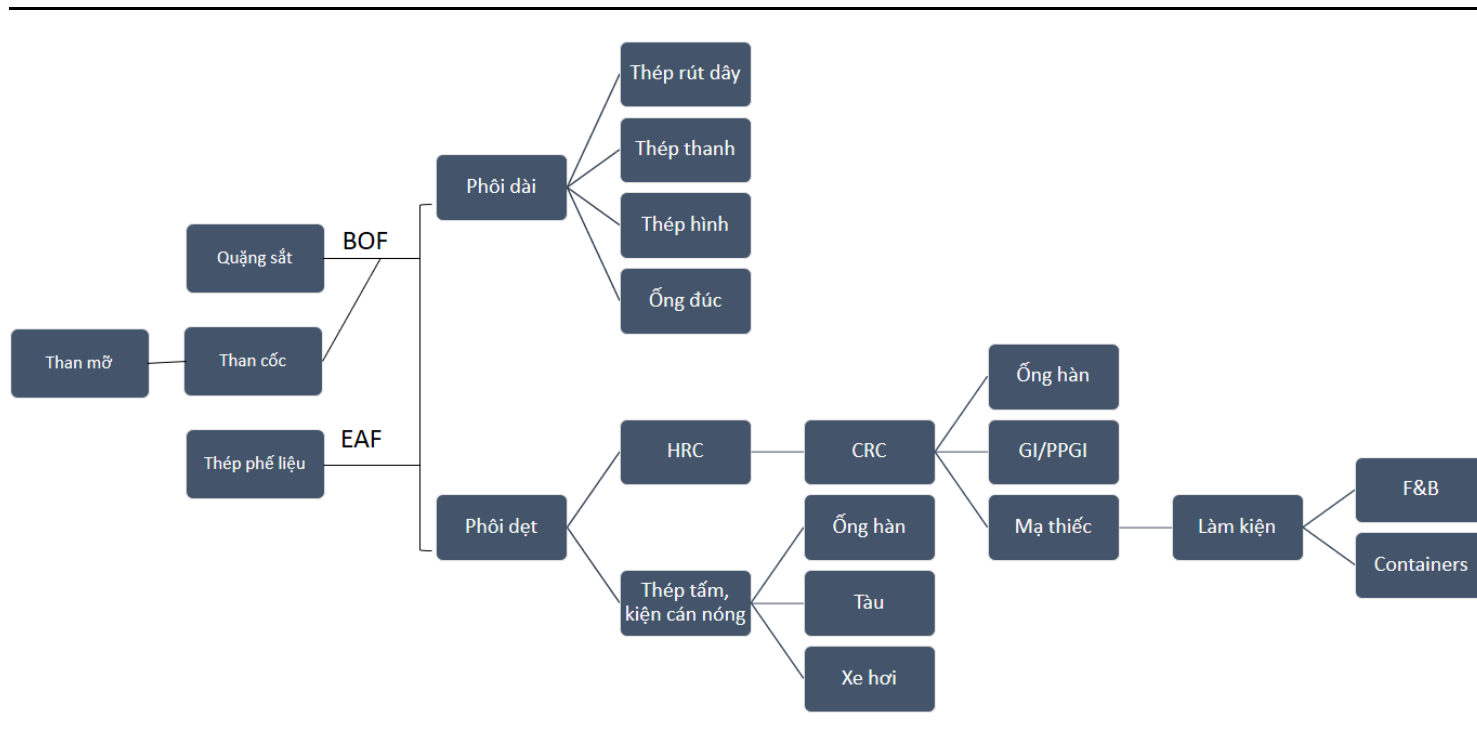 Thép rút dây
Thép thanh
Phôi dài
Thép hình
BOF
Quặng sắt
Ống đúc
Than mỡ
Than cốc
Ống hàn
EAF
Thép phế liệu
HRC
CRC
GI/PPGI
F&B
Phôi dẹt
Ống hàn
Mạ thiếc
Làm kiện
Containers
Thép tấm,
kiện cán nóng
Tàu
Xe hơi